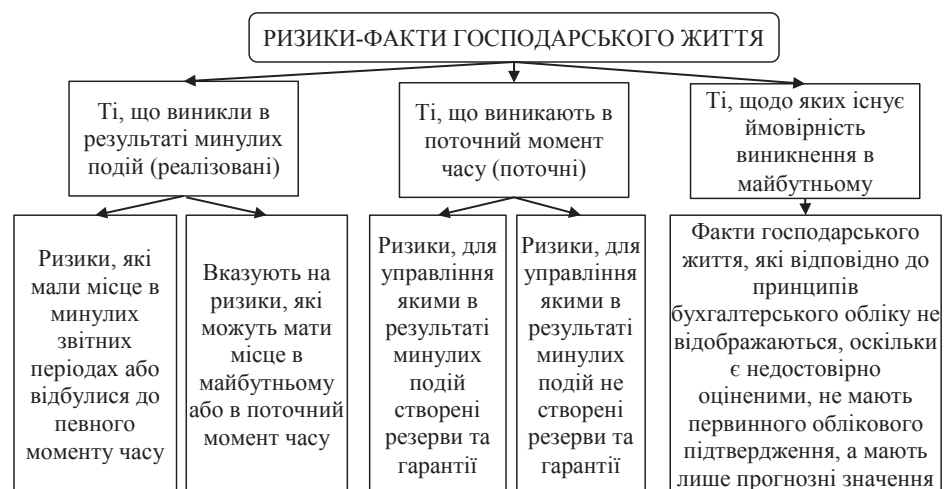 РИЗИКИ-ФАКТИ ГОСПОДАРСЬКОГО ЖИТТЯ
Ті, що виникли в
результаті минулих
подій (реалізовані)
Ті, що виникають в
поточний момент
часу (поточні)
Ті, щодо яких існує
ймовірність
виникнення в
майбутньому
Ризики, які
мали місце в
минулих
звітних
періодах або
відбулися до
певного
моменту часу
Вказують на
ризики, які
можуть мати
місце в
майбутньому
або в поточний
момент часу
Ризики, для
управління
якими в
результаті
минулих
подій
створені
резерви та
гарантії
Ризики, для
управління
якими в
результаті
минулих
подій не
створені
резерви та
гарантії
Факти господарського
життя, які відповідно до
принципів
бухгалтерського обліку не
відображаються, оскільки
є недостовірно
оціненими, не мають
первинного облікового
підтвердження, а мають
лише прогнозні значення